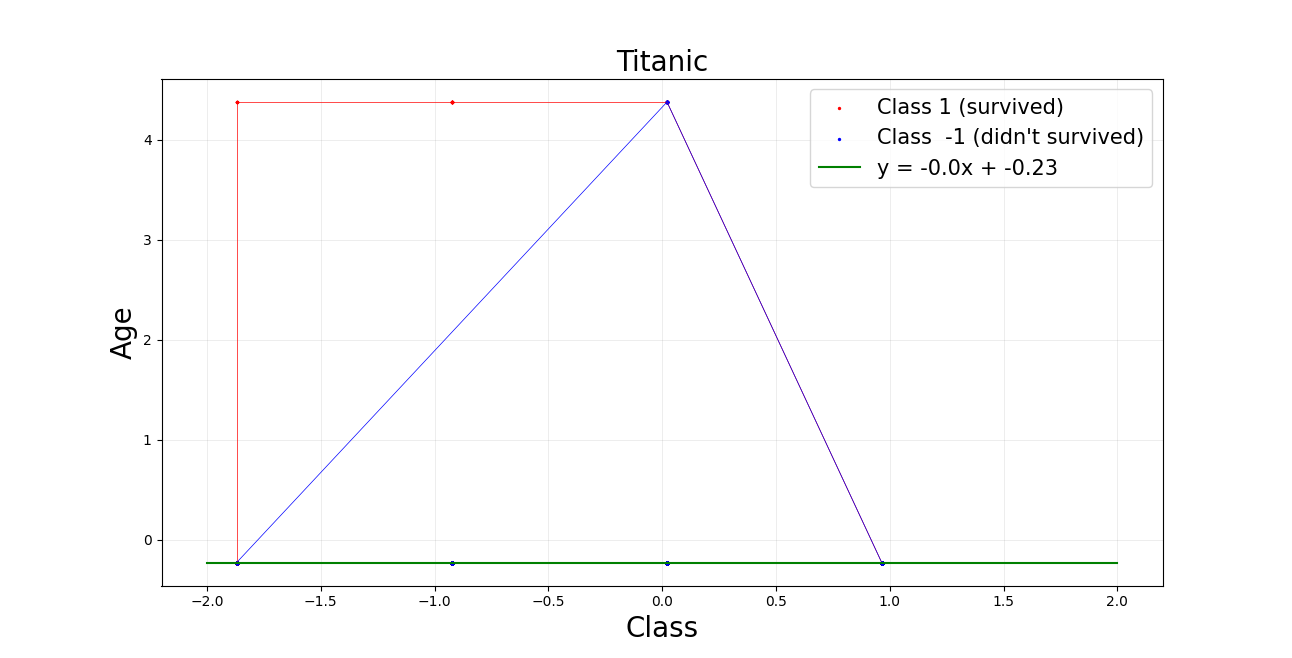 Titanic
Class 1 (survived)
Class  -1 (didn't survived)
y = -0.0x + -0.23
Age
4
3
2
1
0
−2.0 −1.5 −1.0 −0.5 0.0 0.5 1.0 1.5 2.0
Class